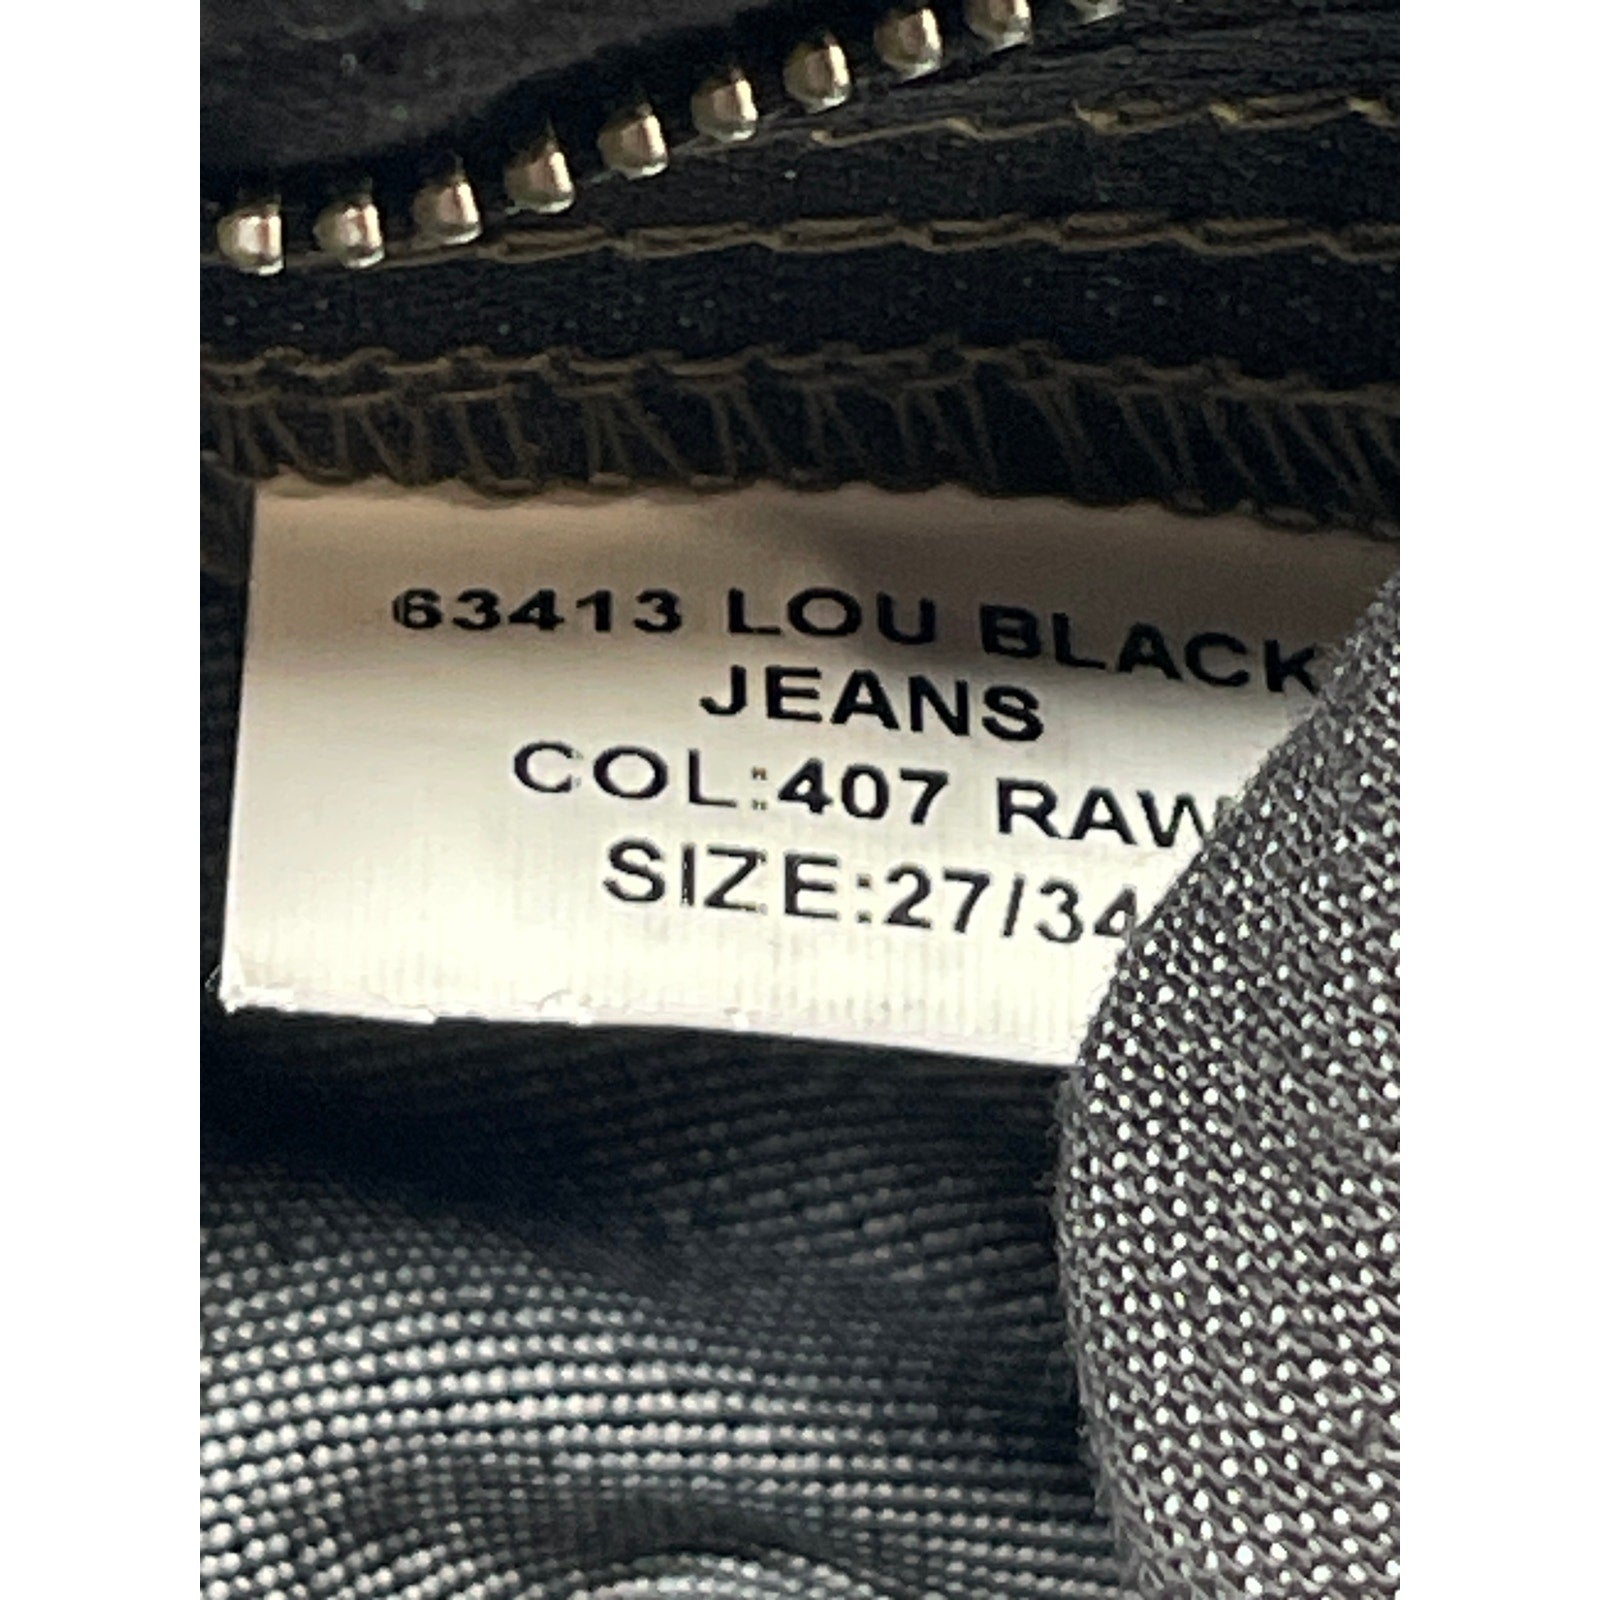 63413 LOU BLACK
JEANS
COL:407 RAW
SIZE:27/34